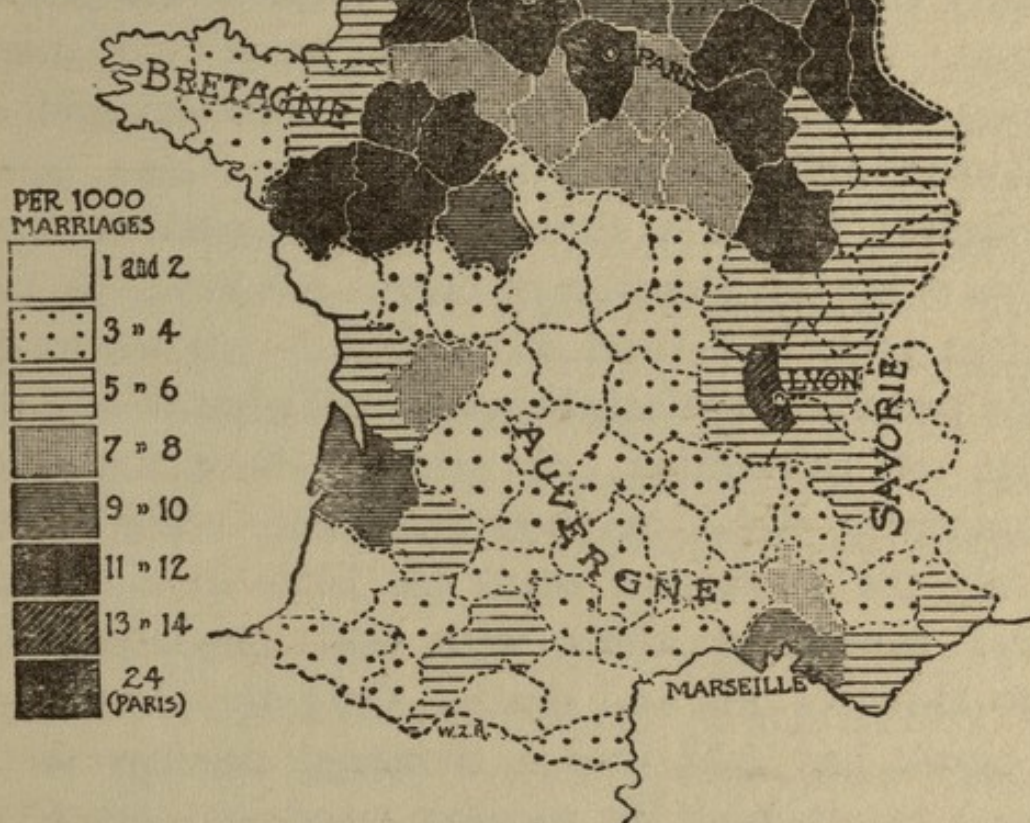 BRETAGNE
PARIS
PER 1000
MARRIAGES
1 and 2
3 " 4
5 " 6
7 " 8
9 " 10
11 " 12
13 " 14
24
(PARIS)
LYON
SAVORIE
AUVERGNE
MARSEILLE
W.Z.R.